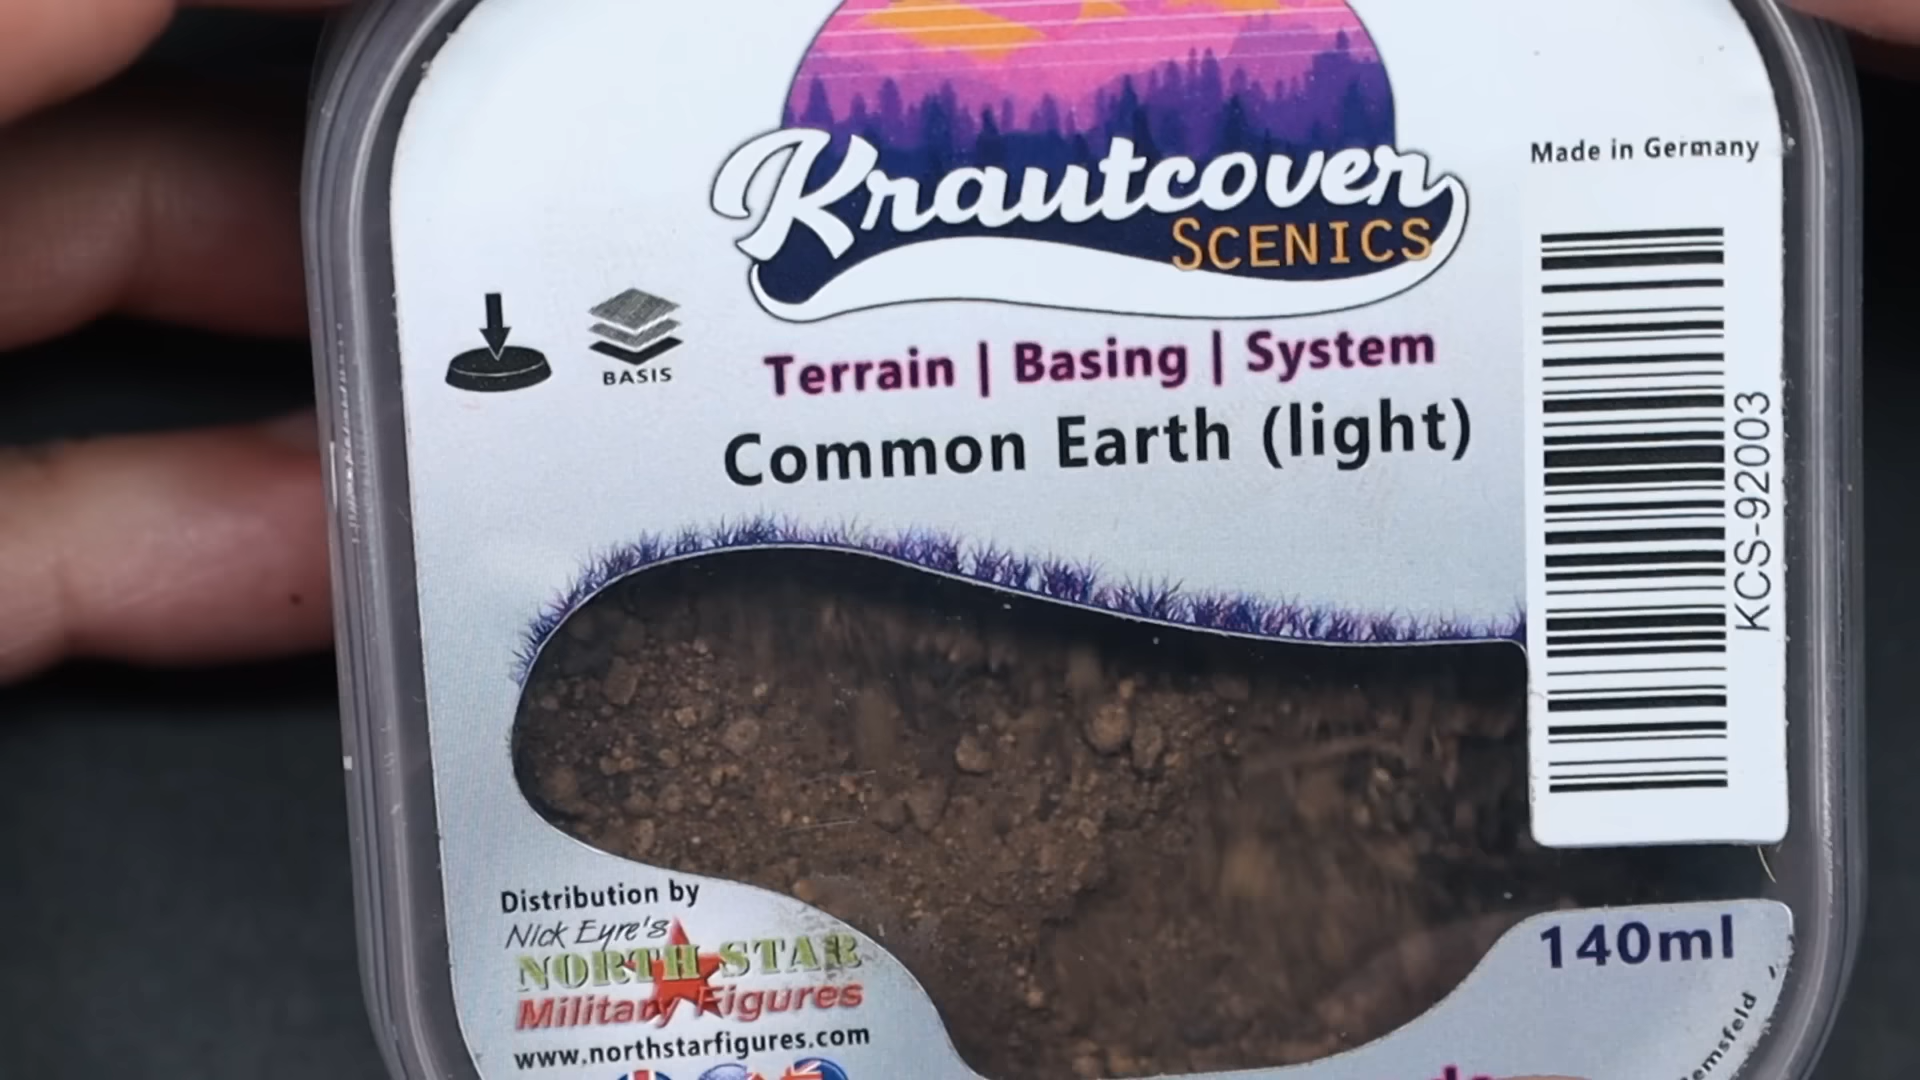 Krautcover
SCENICS
Made in Germany
BASIS
Terrain | Basing | System
Common Earth (light)
KCS-92003
Distribution by
Nick Eyre's
NORTH STAR
Military Figures
www.northstarfigures.com
140ml